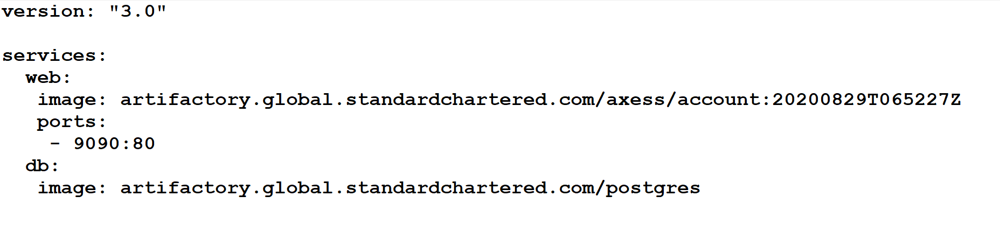 version: "3.0"

services:
  web:
   image: artifactory.global.standardchartered.com/axess/account:20200829T065227Z
   ports:
    - 9090:80
  db:
   image: artifactory.global.standardchartered.com/postgres